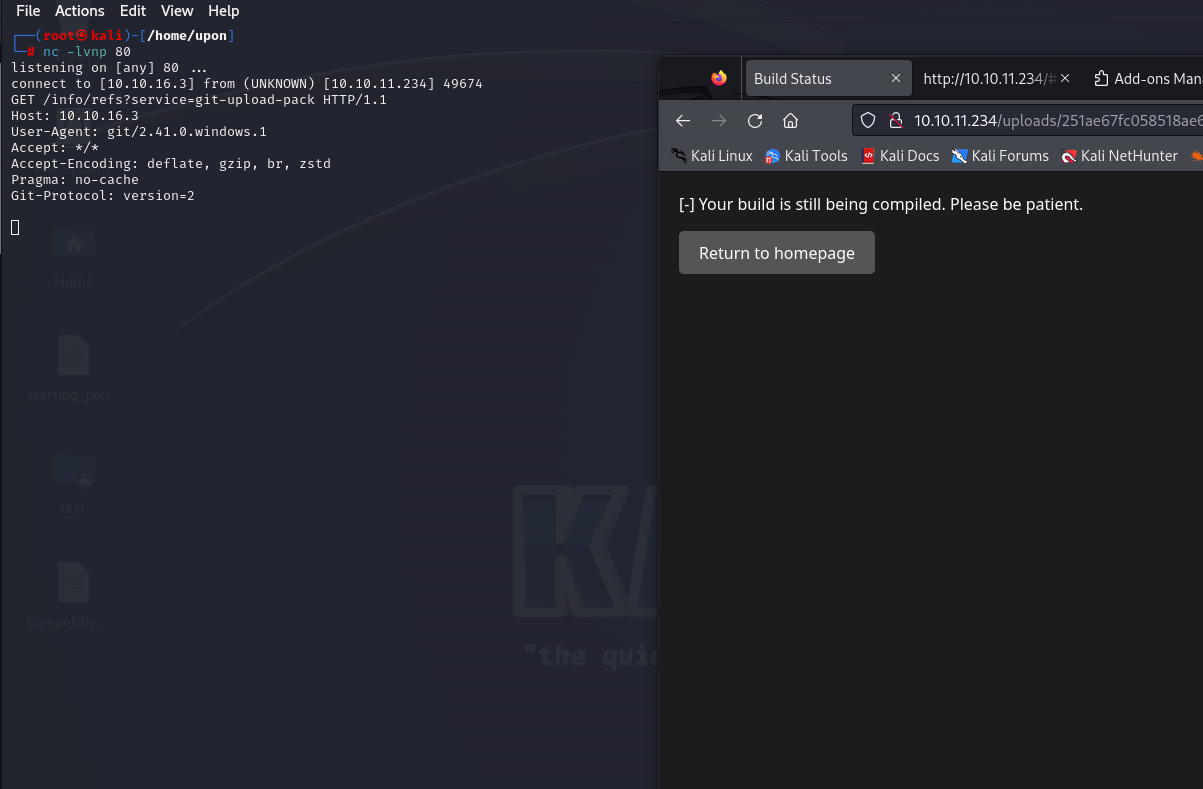 File Actions Edit View Help
┌──(root㉿kali)-[/home/upon]
└─# nc -lvnp 80
listening on [any] 80 ...
connect to [10.10.16.3] from (UNKNOWN) [10.10.11.234] 49674
GET /info/refs?service=git-upload-pack HTTP/1.1
Host: 10.10.16.3
User-Agent: git/2.41.0.windows.1
Accept: */*
Accept-Encoding: deflate, gzip, br, zstd
Pragma: no-cache
Git-Protocol: version=2
Home
starting_po...
test
competitiv...
KA
"the quie
Build Status
http://10.10.11.234/#
Add-ons Man
10.10.11.234/uploads/251ae67fc058518ae6
Kali Linux Kali Tools Kali Docs Kali Forums Kali NetHunter
[-] Your build is still being compiled. Please be patient.
Return to homepage